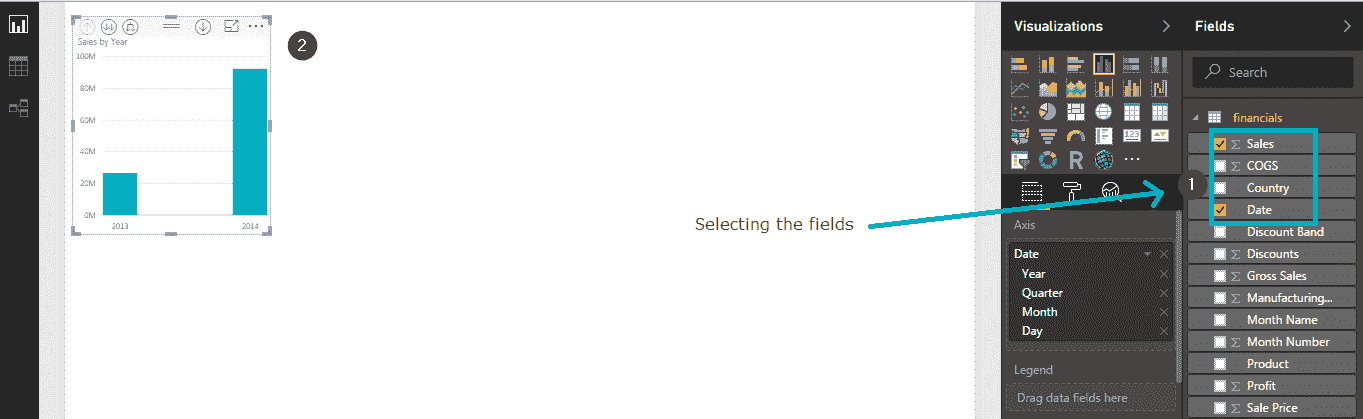 Sales by Year
100M
80M
60M
40M
20M
0M
2013
2014
2
Selecting the fields
1
Visualizations
R
123
Axis
Date
Year
Quarter
Month
Day
Legend
Drag data fields here
Fields
Search
financials
Σ Sales
Σ COGS
Country
Date
Discount Band
Σ Discounts
Σ Gross Sales
Σ Manufacturing...
Month Name
Σ Month Number
Product
Σ Profit
Σ Sale Price